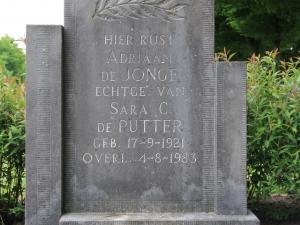 HIER RUST
ADRIAAN
DE JONGE
ECHTGE. VAN
SARA C.
DE PUTTER
GEB. 17-9-1921
OVERL. 4-8-1983